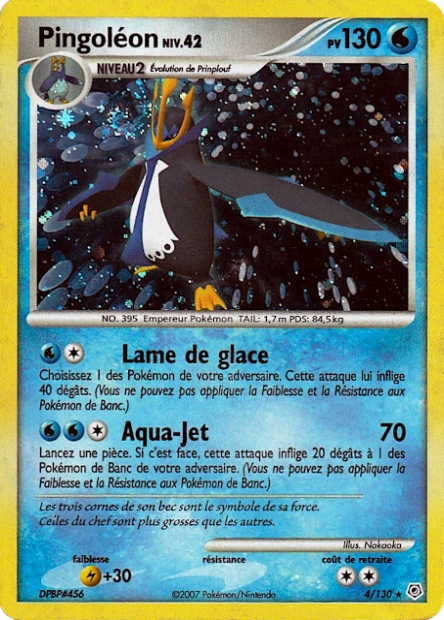 Pingoléon NIV.42 PV130
NIVEAU2 Évolution de Prinplouf
NO. 395 Empereur Pokémon TAIL: 1,7m PDS: 84,5kg
Lame de glace
Choisissez 1 des Pokémon de votre adversaire. Cette attaque lui inflige
40 dégâts. (Vous ne pouvez pas appliquer la Faiblesse et la Résistance aux
Pokémon de Banc.)
Aqua-Jet 70
Lancez une pièce. Si c'est face, cette attaque inflige 20 dégâts à 1 des
Pokémon de Banc de votre adversaire. (Vous ne pouvez pas appliquer la
Faiblesse et la Résistance aux Pokémon de Banc.)
Les trois cornes de son bec sont le symbole de sa force.
Celles du chef sont plus grosses que les autres.
Illus. Nakaoka
faiblesse résistance coût de retraite
+30
DPBP#456 ©2007 Pokémon/Nintendo 4/130 ★